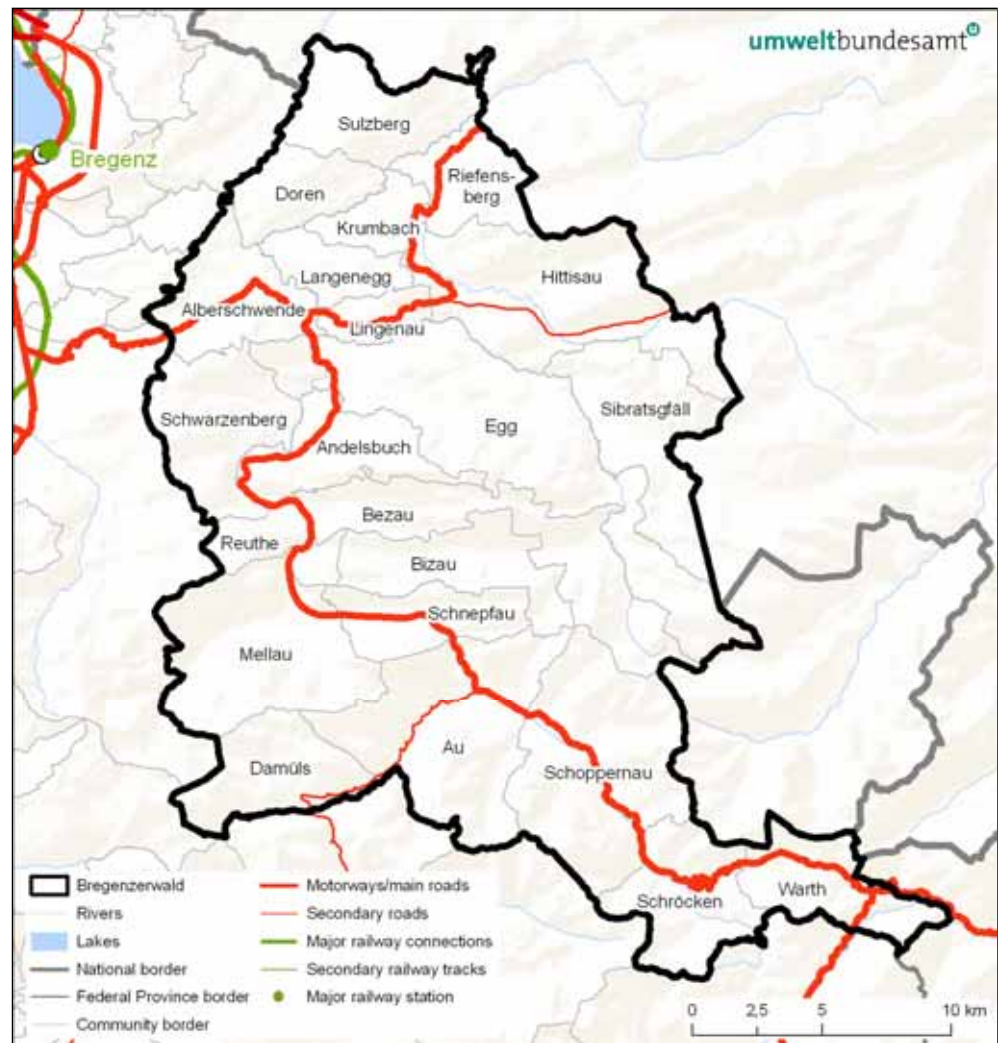 umweltbundesamt
Bregenz
Sulzberg
Riefens-
berg
Doren
Krumbach
Langenegg
Hittisau
Alberschwende
Lingenau
Schwarzenberg
Sibratsgfäll
Egg
Andelsbuch
Bezau
Reuthe
Bizau
Schnepfau
Mellau
Au
Damüls
Schoppernau
Schröcken
Warth
Bregenzerwald
Rivers
Lakes
National border
Federal Province border
Community border
Motorways/main roads
Secondary roads
Major railway connections
Secondary railway tracks
Major railway station
0 2,5 5 10 km